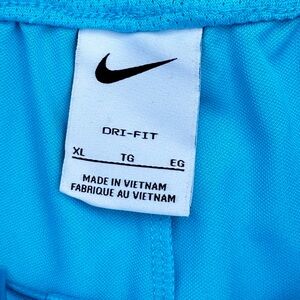 DRI-FIT
XL TG EG
MADE IN VIETNAM
FABRIQUE AU VIETNAM